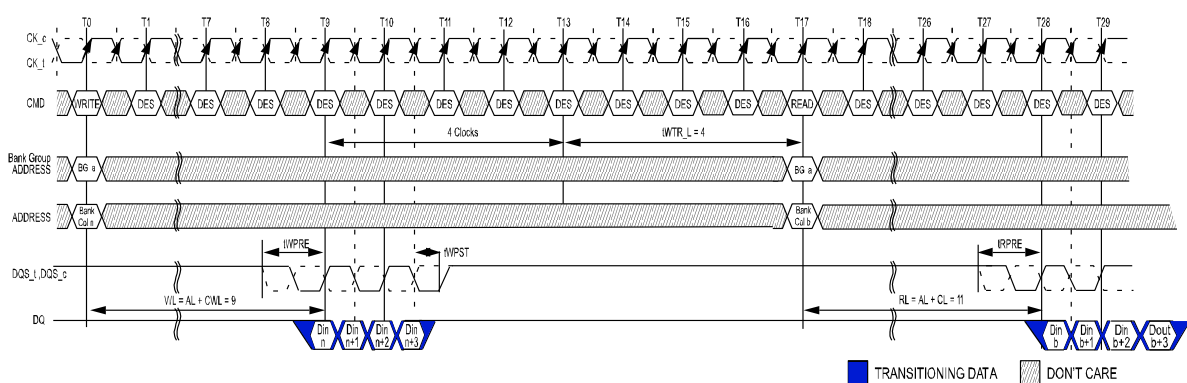 T0 T1 T7 T8 T9 T10 T11 T12 T13 T14 T15 T16 T17 T18 T26 T27 T28 T29
CK_c
CK_t
CMD WRITE DES DES DES DES DES DES DES DES DES DES DES READ DES DES DES DES DES
4 Clocks tWTR_L = 4
Bank Group
ADDRESS BG a BG a
ADDRESS Bank Col n Bank Col b
tWPRE tWPST tRPRE
DQS_t ,DQS_c
WL = AL + CWL = 9 RL = AL + CL = 11
DQ Din n Din n+1 Din n+2 Din n+3 Din b Din b+1 Din b+2 Dout b+3
TRANSITIONING DATA DON'T CARE